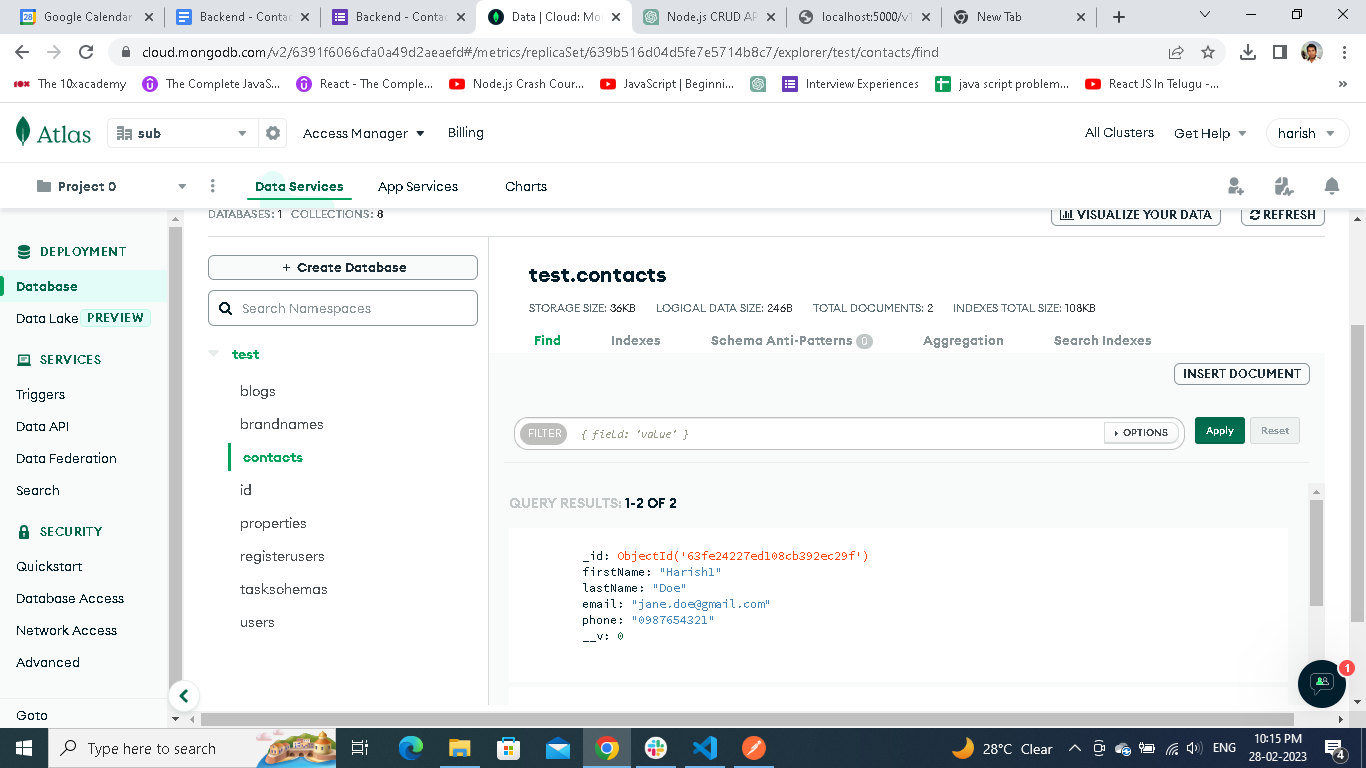 Google Calendar
Backend - Contac
Backend - Conta
Data | Cloud: Mo
Node.js CRUD AP
localhost:5000/v1
New Tab
cloud.mongodb.com/v2/6391f6066cfa0a49d2aeaefd#/metrics/replicaSet/639b516d04d5fe7e5714b8c7/explorer/test/contacts/find
The 10xacademy
The Complete JavaS...
React - The Comple...
Node.js Crash Cour...
JavaScript | Beginni...
Interview Experiences
java script problem...
React JS In Telugu -...
Atlas
sub
Access Manager
Billing
All Clusters
Get Help
harish
Project 0
Data Services
App Services
Charts
DATABASES: 1 COLLECTIONS: 8
VISUALIZE YOUR DATA
REFRESH
DEPLOYMENT
Database
Data Lake PREVIEW
SERVICES
Triggers
Data API
Data Federation
Search
SECURITY
Quickstart
Database Access
Network Access
Advanced
Goto
+ Create Database
Search Namespaces
test
blogs
brandnames
contacts
id
properties
registerusers
taskschemas
users
test.contacts
STORAGE SIZE: 36KB LOGICAL DATA SIZE: 246B TOTAL DOCUMENTS: 2 INDEXES TOTAL SIZE: 108KB
Find
Indexes
Schema Anti-Patterns 0
Aggregation
Search Indexes
INSERT DOCUMENT
FILTER { field: 'value' }
OPTIONS
Apply
Reset
QUERY RESULTS: 1-2 OF 2
_id: ObjectId('63fe24227ed108cb392ec29f')
firstName: "Harish1"
lastName: "Doe"
email: "jane.doe@gmail.com"
phone: "0987654321"
__v: 0
1
Type here to search
28°C Clear
ENG
10:15 PM
28-02-2023
4